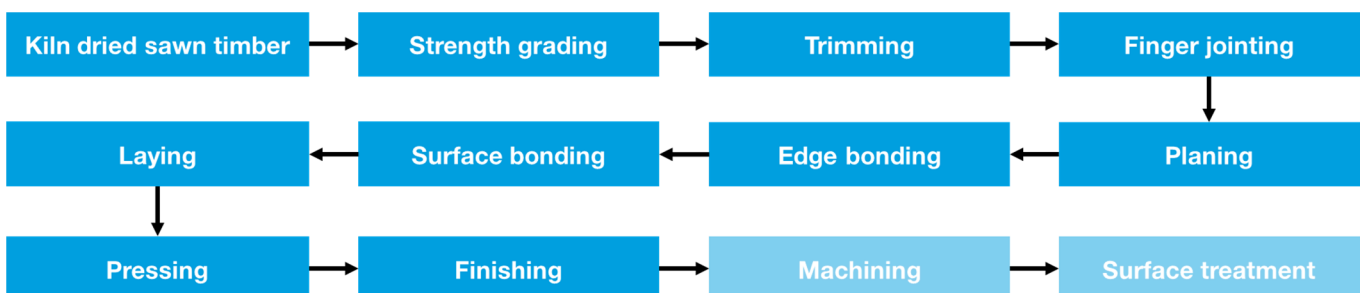 Kiln dried sawn timber
Strength grading
Trimming
Finger jointing
Planing
Edge bonding
Surface bonding
Laying
Pressing
Finishing
Machining
Surface treatment